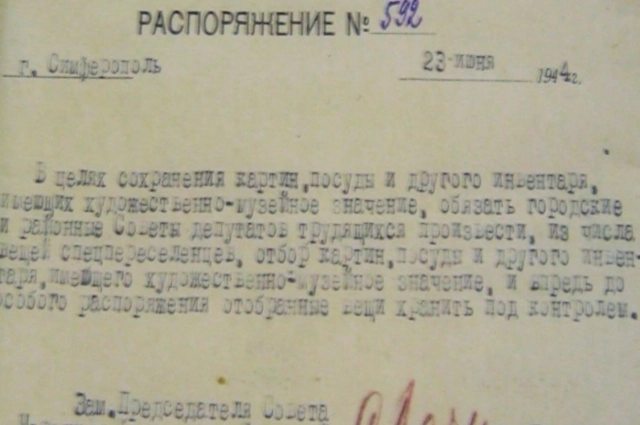 РАСПОРЯЖЕНИЕ № 592
г. Симферополь 23 июня 1944г.
В целях сохранения картин,посуды и другого инвентаря,
имеющих художественно-музейное значение, обязать городские
и районные Советы депутатов трудящихся произвести, из числа
вещей спецпереселенцев, отбор картин,посуды и другого инвен-
таря,имеющего художественно-музейное значение, и впредь до
особого распоряжения отобранные вещи хранить под контролем.
Зам.Председателя Совета